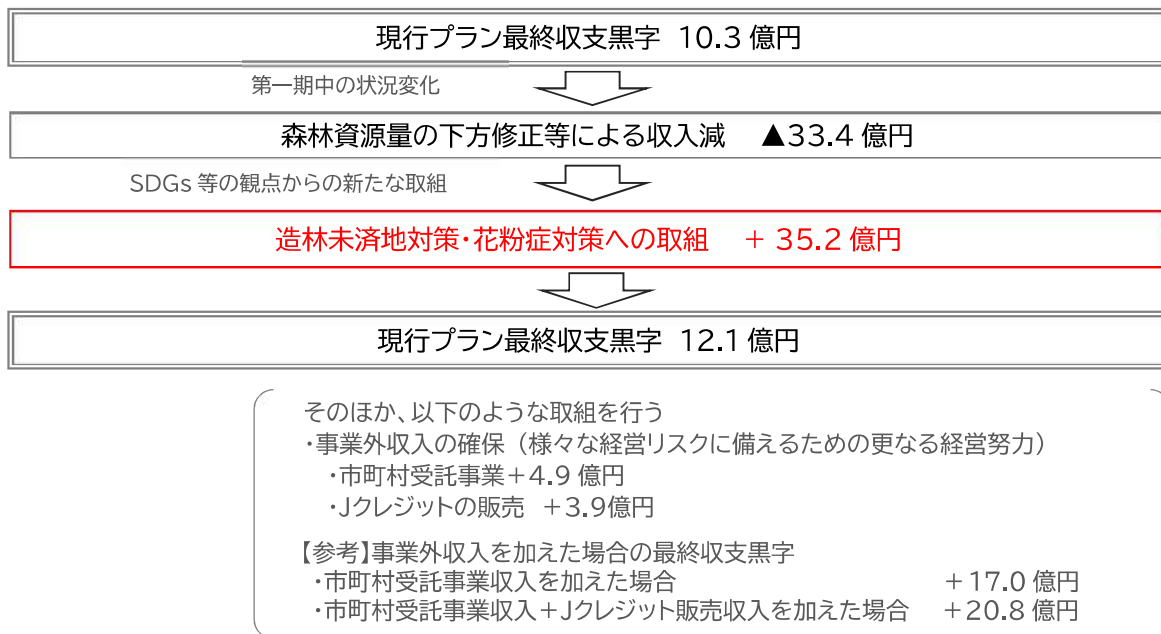 現行プラン最終収支黒字 10.3 億円
第一期中の状況変化
森林資源量の下方修正等による収入減 ▲33.4 億円
SDGs 等の観点からの新たな取組
造林未済地対策・花粉症対策への取組 + 35.2 億円
現行プラン最終収支黒字 12.1 億円
そのほか、以下のような取組を行う
・事業外収入の確保（様々な経営リスクに備えるための更なる経営努力）
・市町村受託事業＋4.9 億円
・Jクレジットの販売 ＋3.9億円
【参考】事業外収入を加えた場合の最終収支黒字
・市町村受託事業収入を加えた場合 ＋17.0 億円
・市町村受託事業収入＋Jクレジット販売収入を加えた場合 ＋20.8 億円